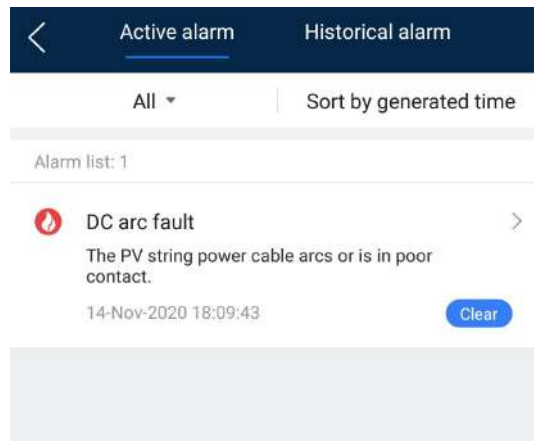 Active alarm Historical alarm
All Sort by generated time
Alarm list: 1
DC arc fault
The PV string power cable arcs or is in poor
contact.
14-Nov-2020 18:09:43 Clear